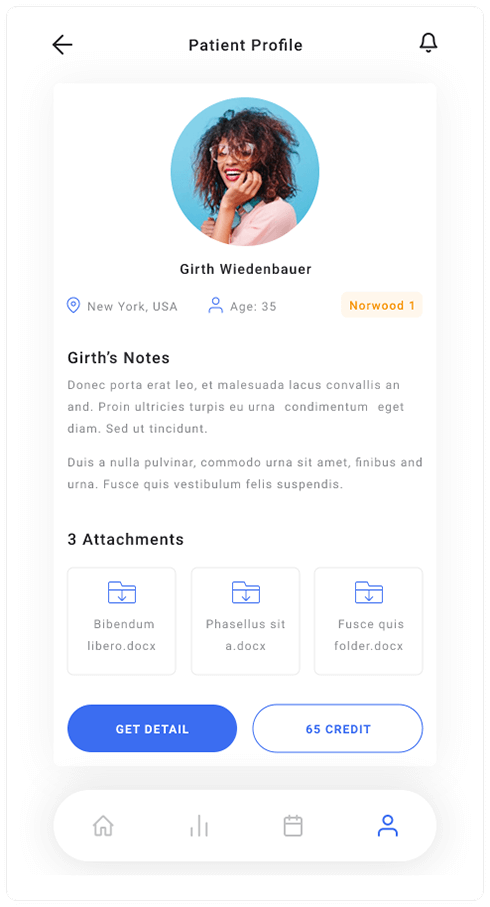 Patient Profile
Girth Wiedenbauer
New York, USA
Age: 35
Norwood 1
Girth's Notes
Donec porta erat leo, et malesuada lacus convallis an
and. Proin ultricies turpis eu urna condimentum eget
diam. Sed ut tincidunt.
Duis a nulla pulvinar, commodo urna sit amet, finibus and
urna. Fusce quis vestibulum felis suspendis.
3 Attachments
Bibendum
libero.docx
Phasellus sit
a.docx
Fusce quis
folder.docx
GET DETAIL
65 CREDIT